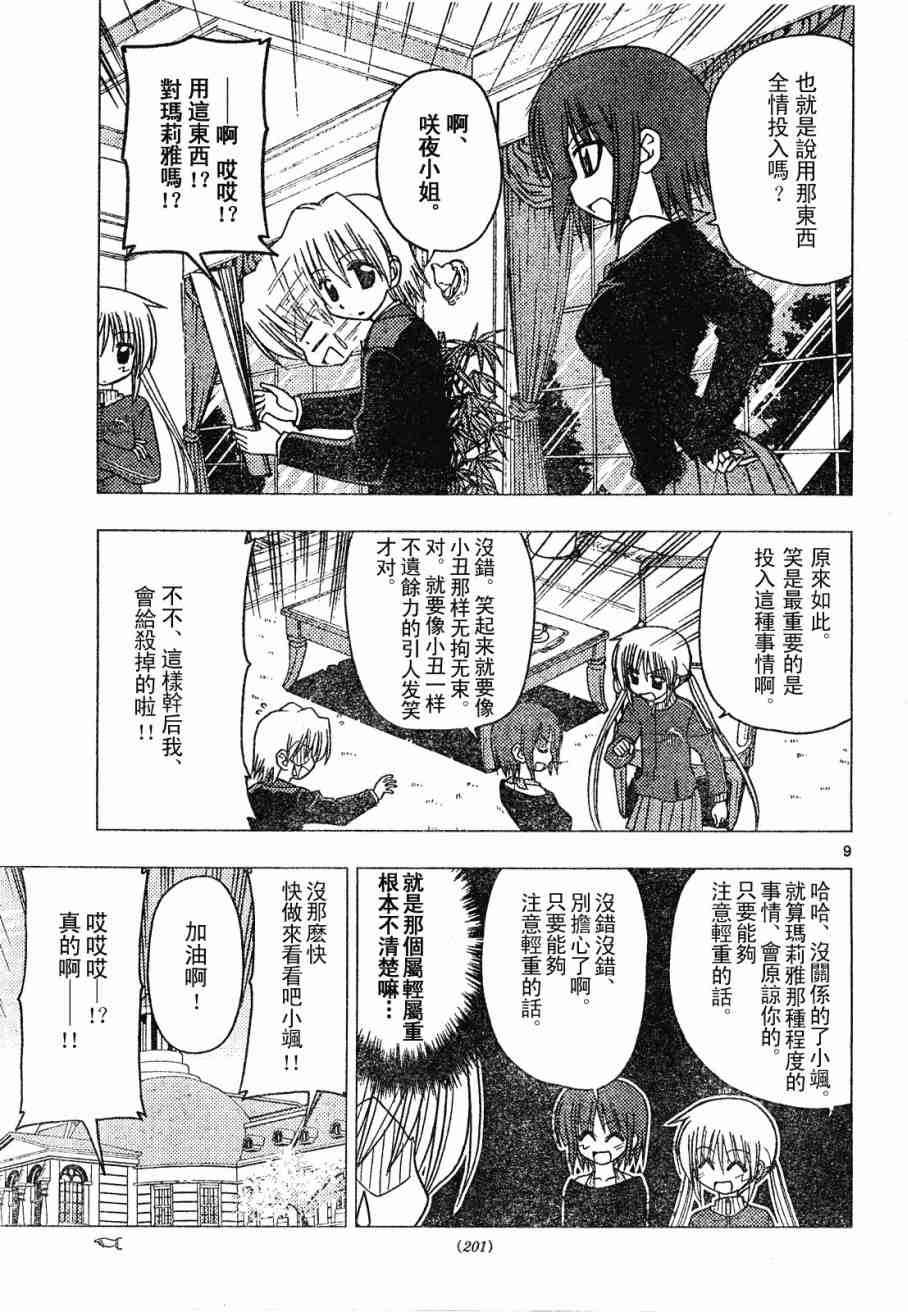 也就是說用那東西
全情投入嗎?
啊、
咲夜小姐。
——啊 哎哎!?
用這東西!?
對瑪莉雅嗎!?
原來如此。
笑是最重要的是
投入這種事情啊。
沒錯。笑起来就要像
小丑那样无拘无束
对。就要像小丑一样
不遺餘力的引人发笑
才对。
不不、這樣幹后我、
會給殺掉的啦!!
9
哈哈、沒關係的了小颯。
就算瑪莉雅那種程度的
事情、會原諒你的。
只要能夠
注意輕重的話。
沒錯沒錯、
別擔心了啊。
只要能夠
注意輕重的話。
就是那個屬輕屬重
根本不清楚嘛…
沒那麽快
快做來看看吧小颯!!
加油啊!
哎哎哎—!?
真的啊—!!
(201)